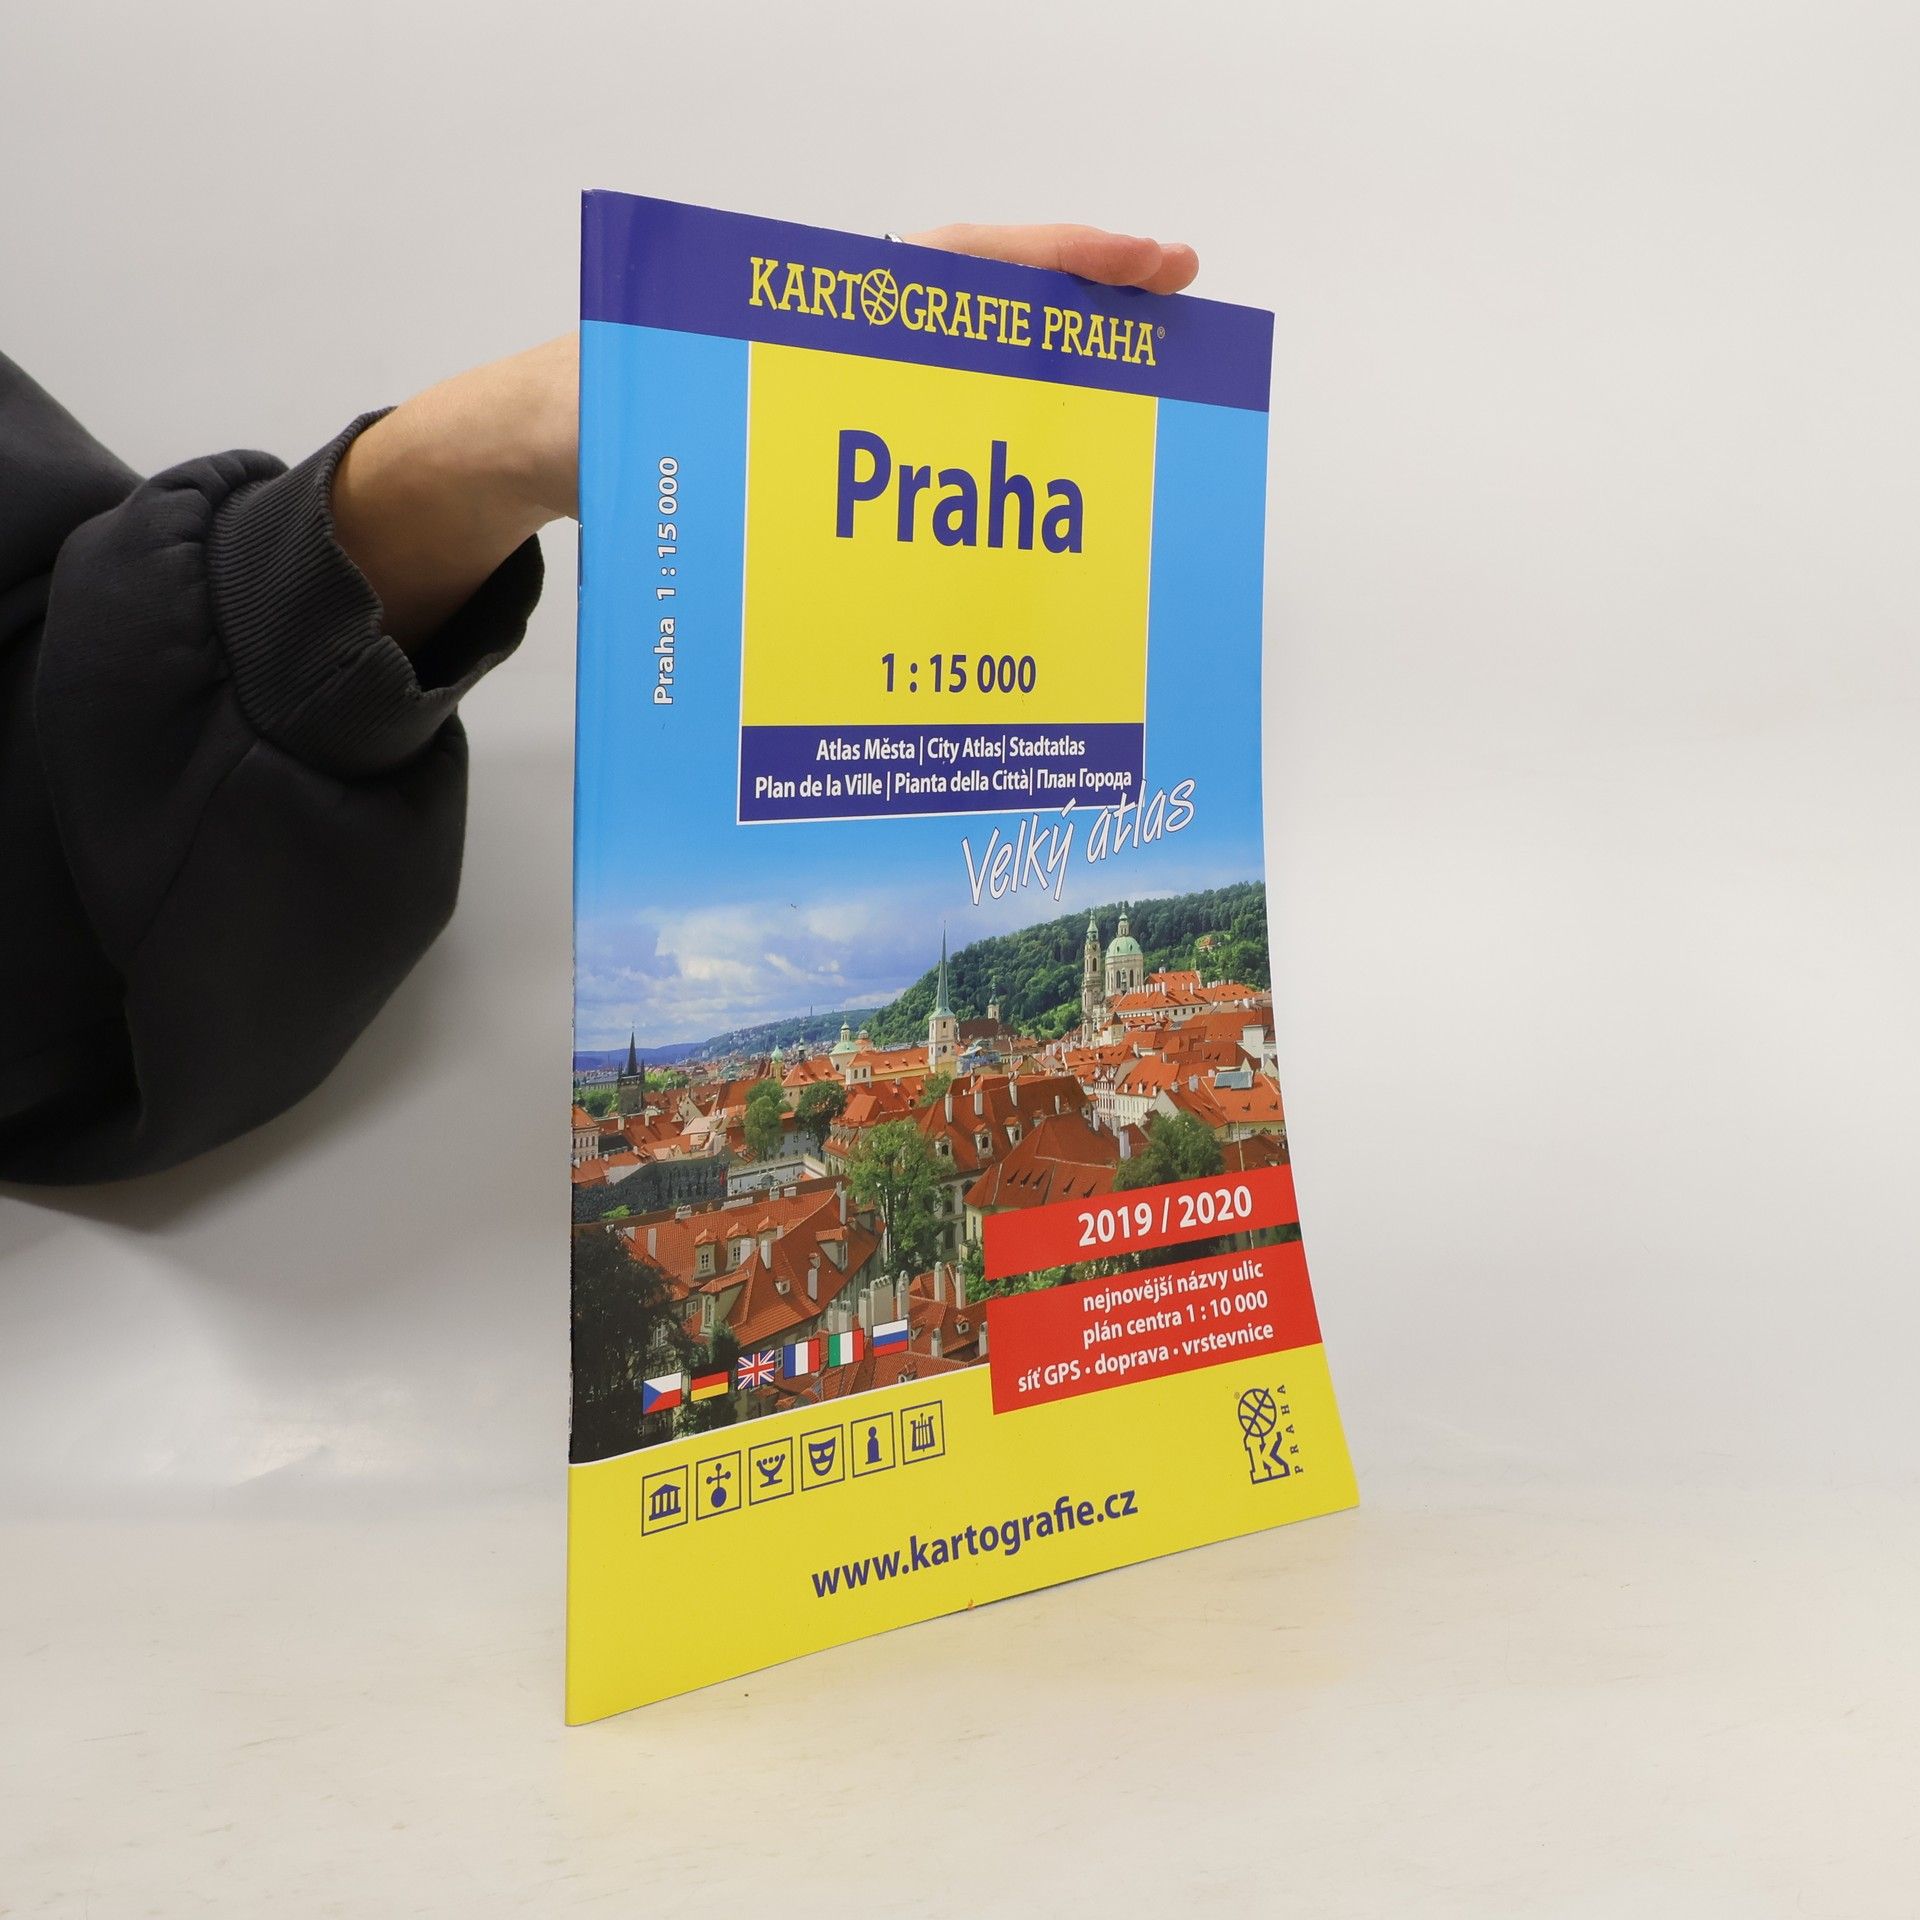 KARTOGRAFIE PRAHA®
Praha
1 : 15 000
Praha 1 : 15 000
Atlas Města | City Atlas| Stadtatlas
Plan de la Ville | Pianta della Città| План Города
Velký atlas
2019 / 2020
nejnovější názvy ulic
plán centra 1 : 10 000
síť GPS • doprava • vrstevnice
K PRAHA ®
www.kartografie.cz